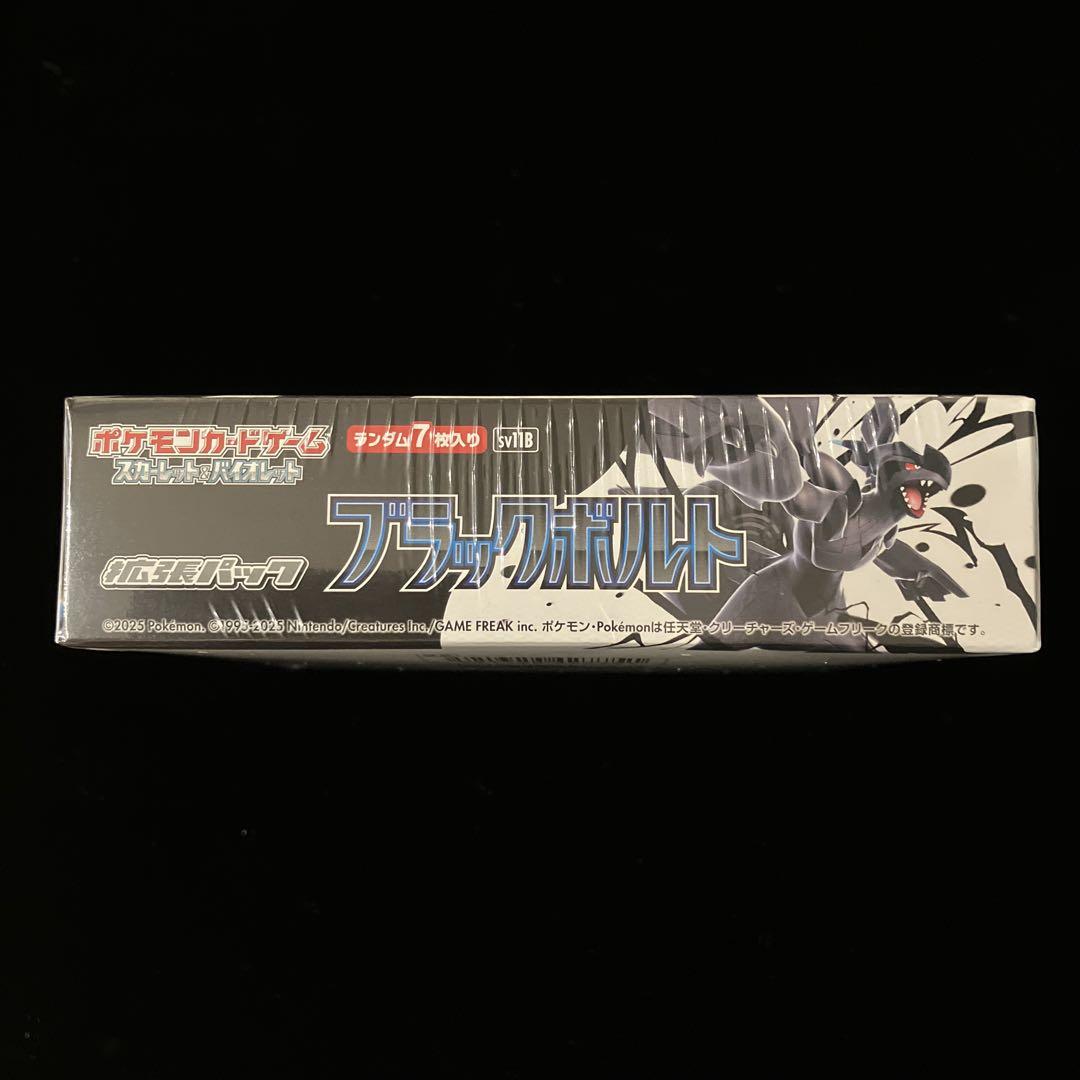 ポケモンカードゲーム
スカーレット&バイオレット
ランダム7枚入り
sv11B
拡張パック
ブラックボルト
©2025 Pokémon. ©1995-2025 Nintendo/Creatures Inc./GAME FREAK inc. ポケモン・Pokémonは任天堂・クリーチャーズ・ゲームフリークの登録商標です。